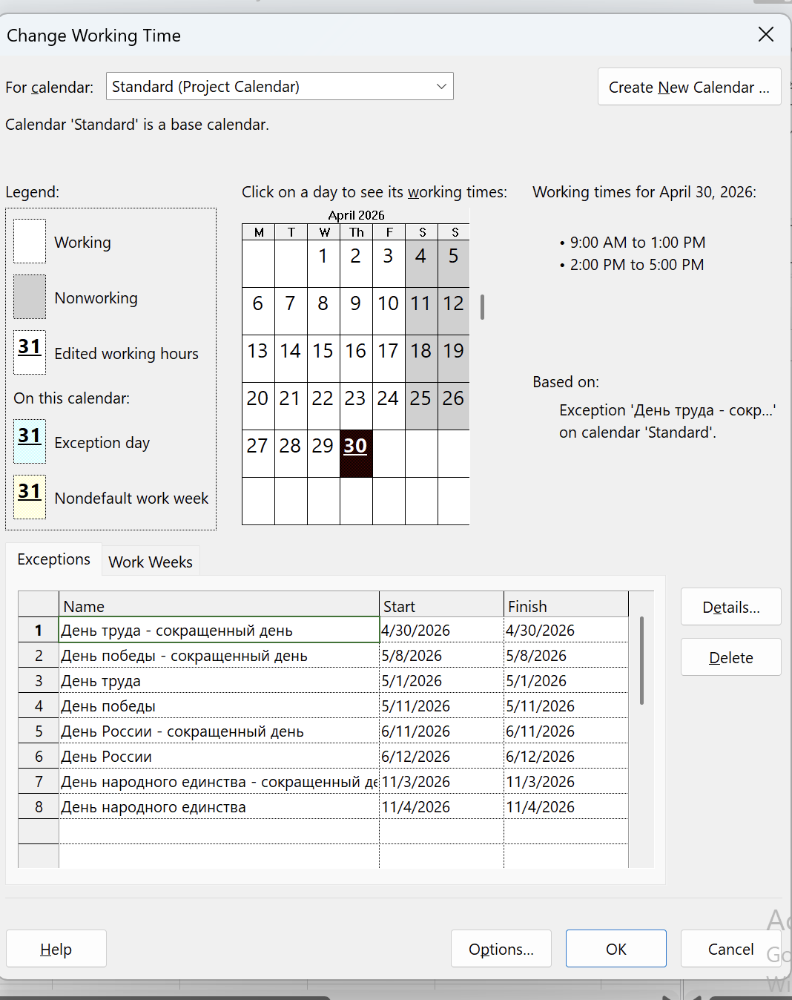 Change Working Time
For calendar: Standard (Project Calendar) Create New Calendar ...
Calendar 'Standard' is a base calendar.
Legend:
Working
Nonworking
31 Edited working hours
On this calendar:
31 Exception day
31 Nondefault work week
Click on a day to see its working times:
April 2026
M T W Th F S S
1 2 3 4 5
6 7 8 9 10 11 12
13 14 15 16 17 18 19
20 21 22 23 24 25 26
27 28 29 30
Working times for April 30, 2026:
• 9:00 AM to 1:00 PM
• 2:00 PM to 5:00 PM
Based on:
Exception 'День труда - сокр...'
on calendar 'Standard'.
Exceptions Work Weeks
Name Start Finish
1 День труда - сокращенный день 4/30/2026 4/30/2026
2 День победы - сокращенный день 5/8/2026 5/8/2026
3 День труда 5/1/2026 5/1/2026
4 День победы 5/11/2026 5/11/2026
5 День России - сокращенный день 6/11/2026 6/11/2026
6 День России 6/12/2026 6/12/2026
7 День народного единства - сокращенный де 11/3/2026 11/3/2026
8 День народного единства 11/4/2026 11/4/2026
Details...
Delete
Help Options... OK Cancel